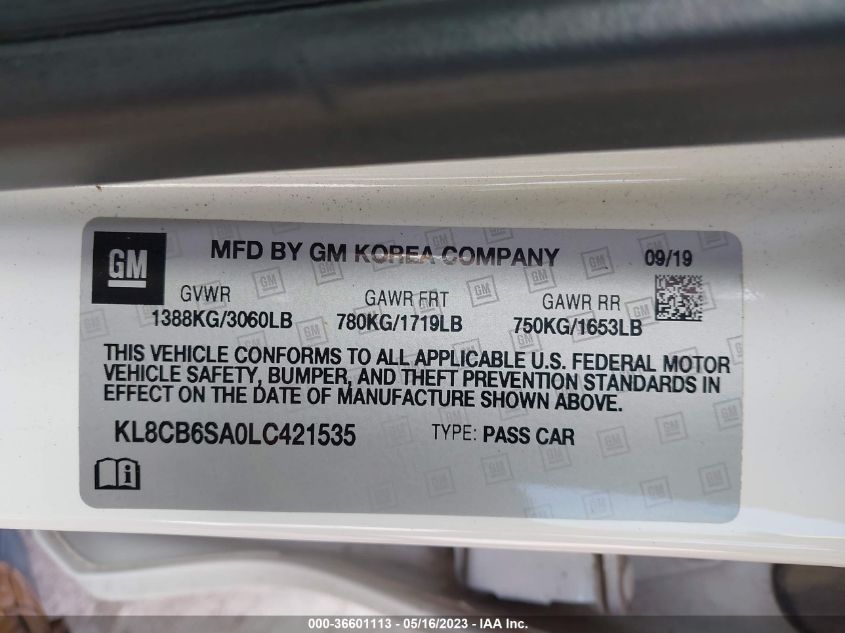 GM
MFD BY GM KOREA COMPANY
09/19
GVWR
GAWR FRT
GAWR RR
1388KG/3060LB
780KG/1719LB
750KG/1653LB
THIS VEHICLE CONFORMS TO ALL APPLICABLE U.S. FEDERAL MOTOR
VEHICLE SAFETY, BUMPER, AND THEFT PREVENTION STANDARDS IN
EFFECT ON THE DATE OF MANUFACTURE SHOWN ABOVE.
KL8CB6SA0LC421535
TYPE: PASS CAR
000-36601113 - 05/16/2023 - IAA Inc.